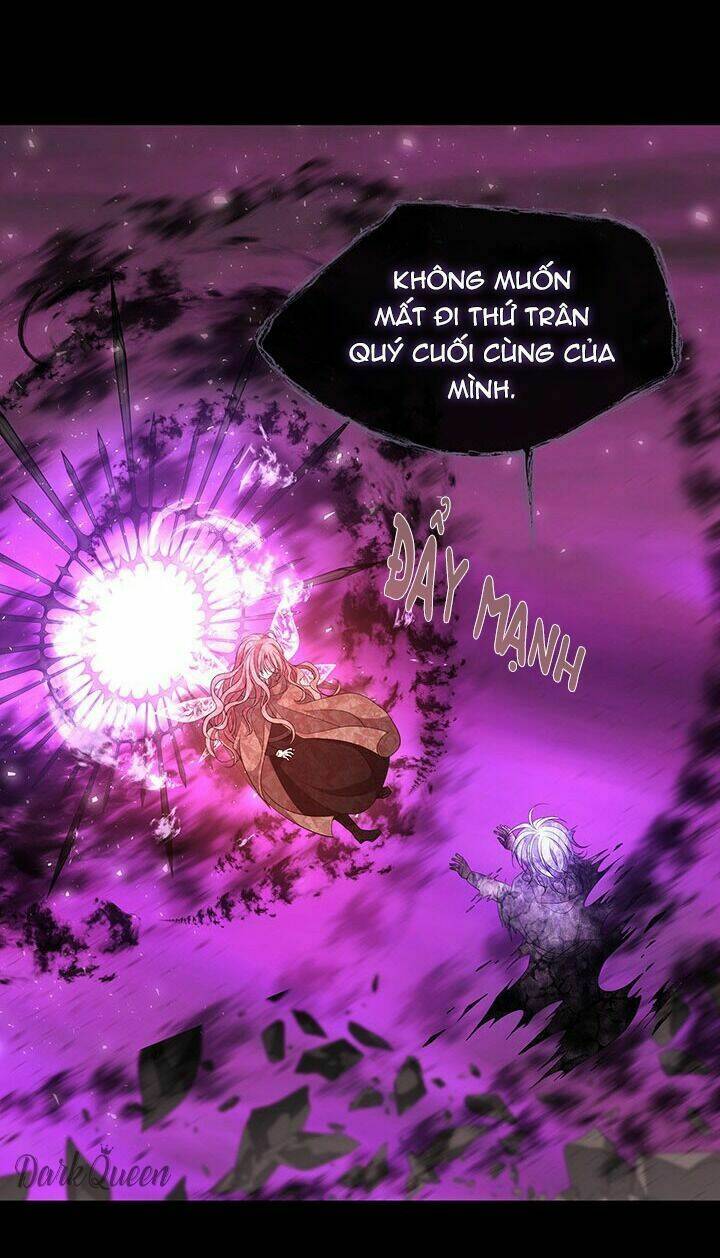 KHÔNG MUỐN
MẤT ĐI THỨ TRÂN
QUÝ CUỐI CÙNG CỦA
MÌNH.
ĐẨY MẠNH
DarkQueen